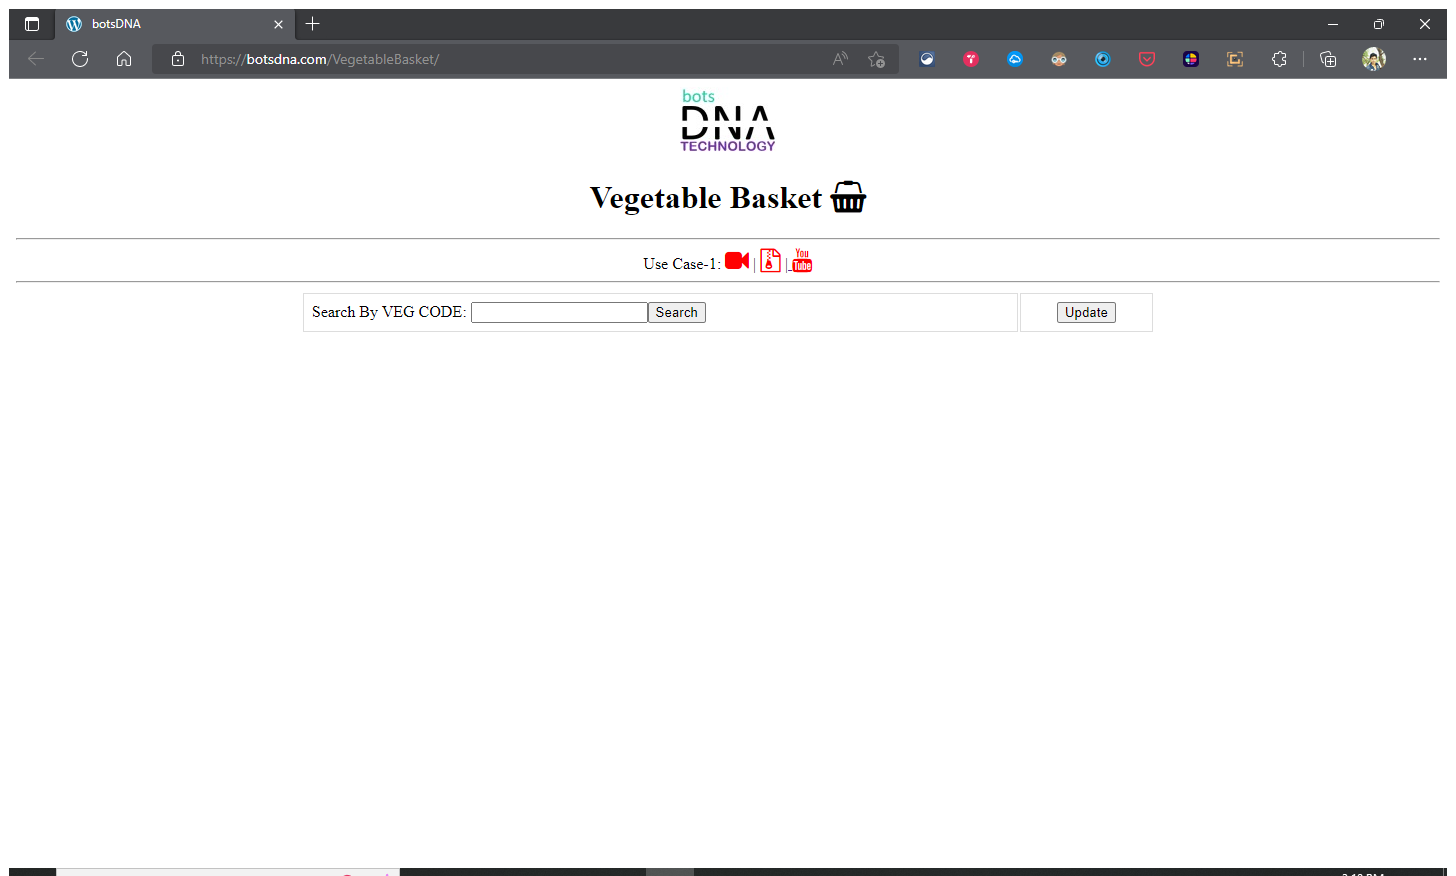 botsDNA
https://botsdna.com/VegetableBasket/
bots
DNA
TECHNOLOGY
Vegetable Basket
Use Case-1: | | You Tube
Search By VEG CODE: Search Update